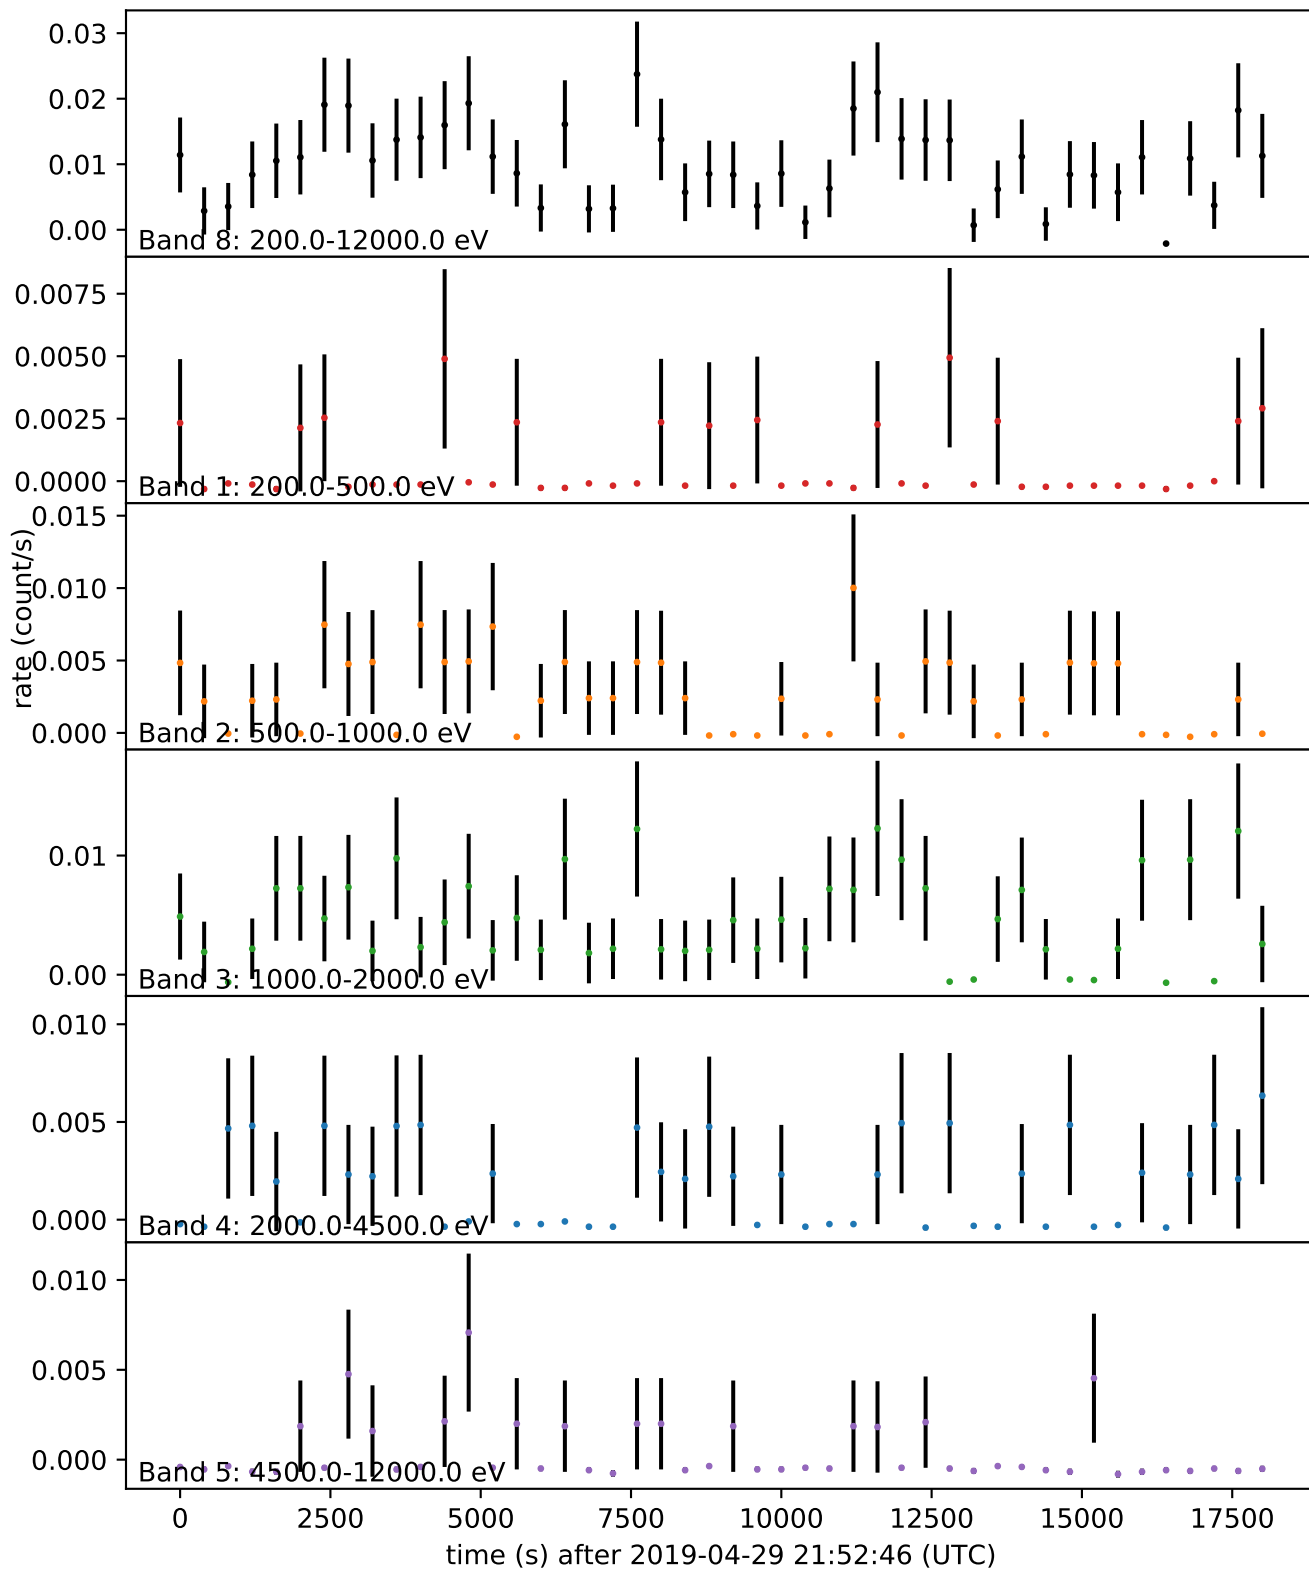 0.03
0.02
0.01
0.00
Band 8: 200.0-12000.0 eV
0.0075
0.0050
0.0025
0.0000
Band 1: 200.0-500.0 eV
rate (count/s)
0.015
0.010
0.005
0.000
Band 2: 500.0-1000.0 eV
0.01
0.00
Band 3: 1000.0-2000.0 eV
0.010
0.005
0.000
Band 4: 2000.0-4500.0 eV
0.010
0.005
0.000
Band 5: 4500.0-12000.0 eV
0 2500 5000 7500 10000 12500 15000 17500
time (s) after 2019-04-29 21:52:46 (UTC)